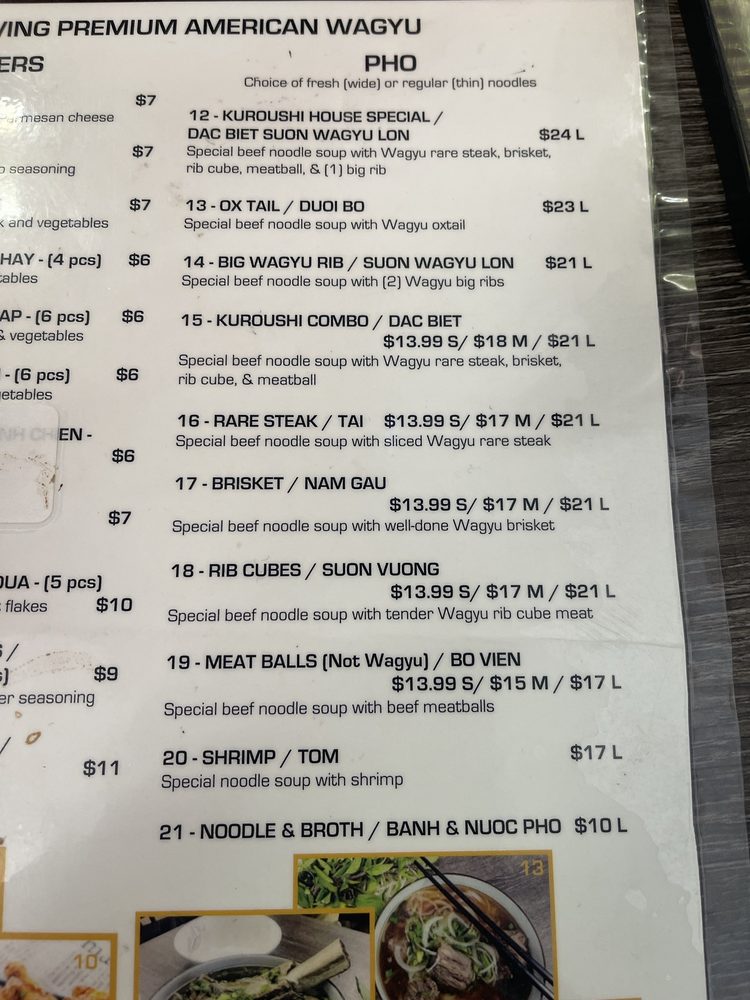 VING PREMIUM AMERICAN WAGYU
ERS
$7
mesan cheese
$7
seasoning
$7
and vegetables
HAY - (4 pcs) $6
ables
AP - (6 pcs) $6
& vegetables
- (6 pcs) $6
getables
EN -
$6
$7
DUA - (5 pcs)
flakes $10
/
$9
er seasoning
/
$11
PHO
Choice of fresh (wide) or regular (thin) noodles
12 - KUROUSHI HOUSE SPECIAL /
DAC BIET SUON WAGYU LON $24 L
Special beef noodle soup with Wagyu rare steak, brisket,
rib cube, meatball, & (1) big rib
13 - OX TAIL / DUOI BO $23 L
Special beef noodle soup with Wagyu oxtail
14 - BIG WAGYU RIB / SUON WAGYU LON $21 L
Special beef noodle soup with (2) Wagyu big ribs
15 - KUROUSHI COMBO / DAC BIET
$13.99 S/ $18 M / $21 L
Special beef noodle soup with Wagyu rare steak, brisket,
rib cube, & meatball
16 - RARE STEAK / TAI $13.99 S/ $17 M / $21 L
Special beef noodle soup with sliced Wagyu rare steak
17 - BRISKET / NAM GAU
$13.99 S/ $17 M / $21 L
Special beef noodle soup with well-done Wagyu brisket
18 - RIB CUBES / SUON VUONG
$13.99 S/ $17 M / $21 L
Special beef noodle soup with tender Wagyu rib cube meat
19 - MEAT BALLS (Not Wagyu) / BO VIEN
$13.99 S/ $15 M / $17 L
Special beef noodle soup with beef meatballs
20 - SHRIMP / TOM $17 L
Special noodle soup with shrimp
21 - NOODLE & BROTH / BANH & NUOC PHO $10 L
13
10